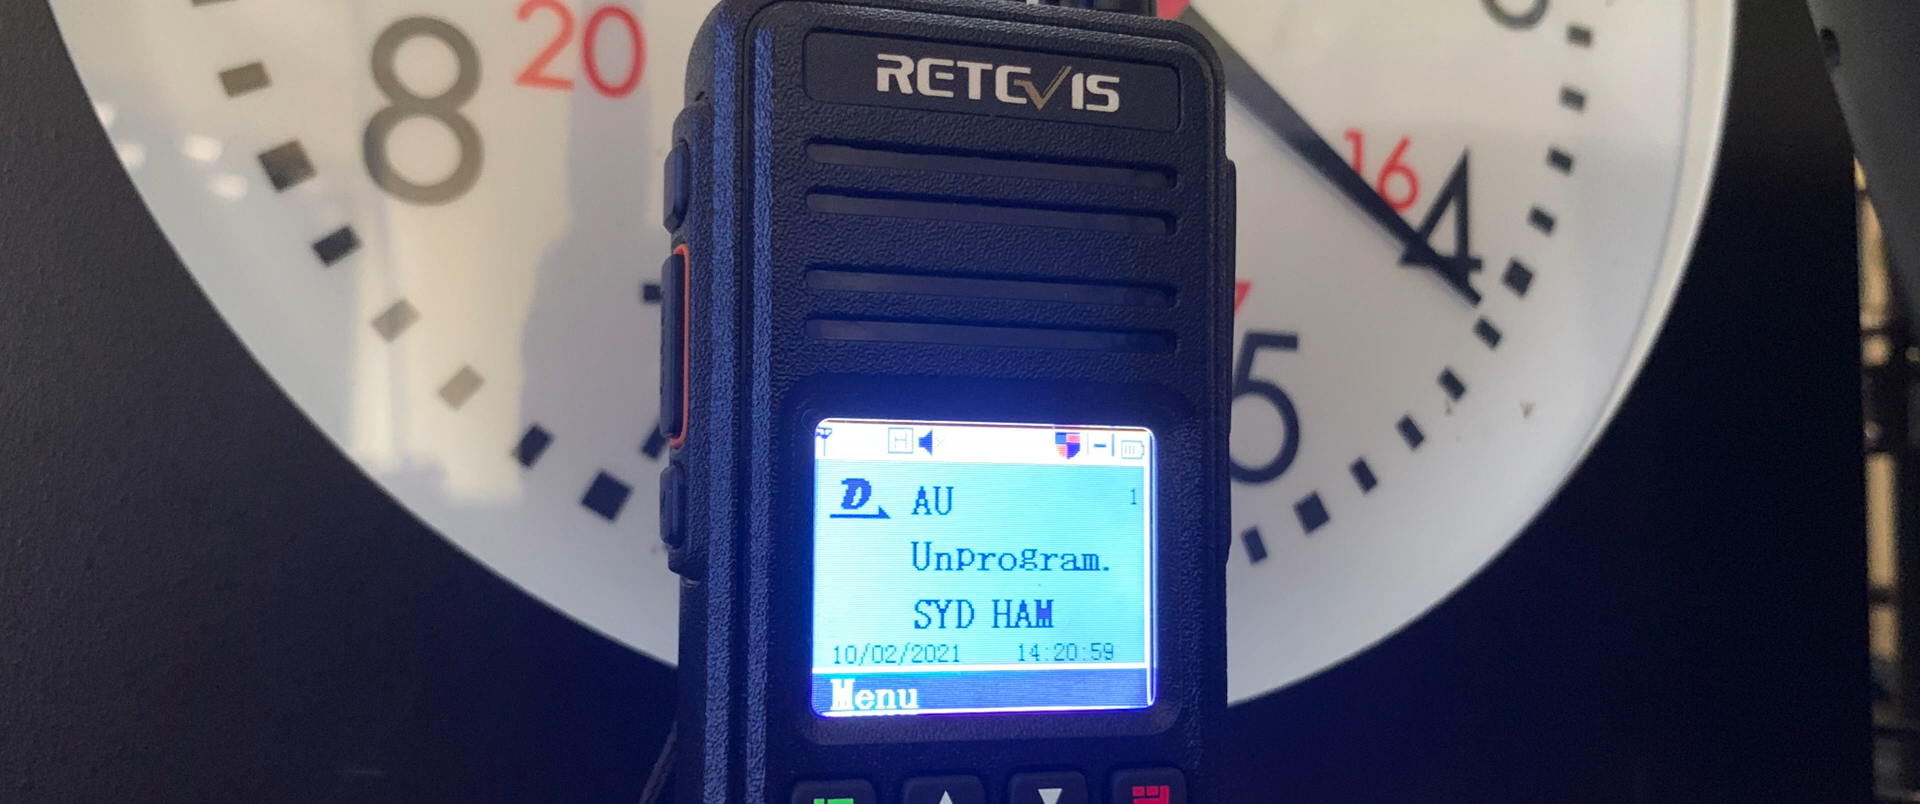 RETEVIS
20
8
16
4
5
H
D AU 1
UnProgram.
SYD HAM
10/02/2021 14:20:59
Menu